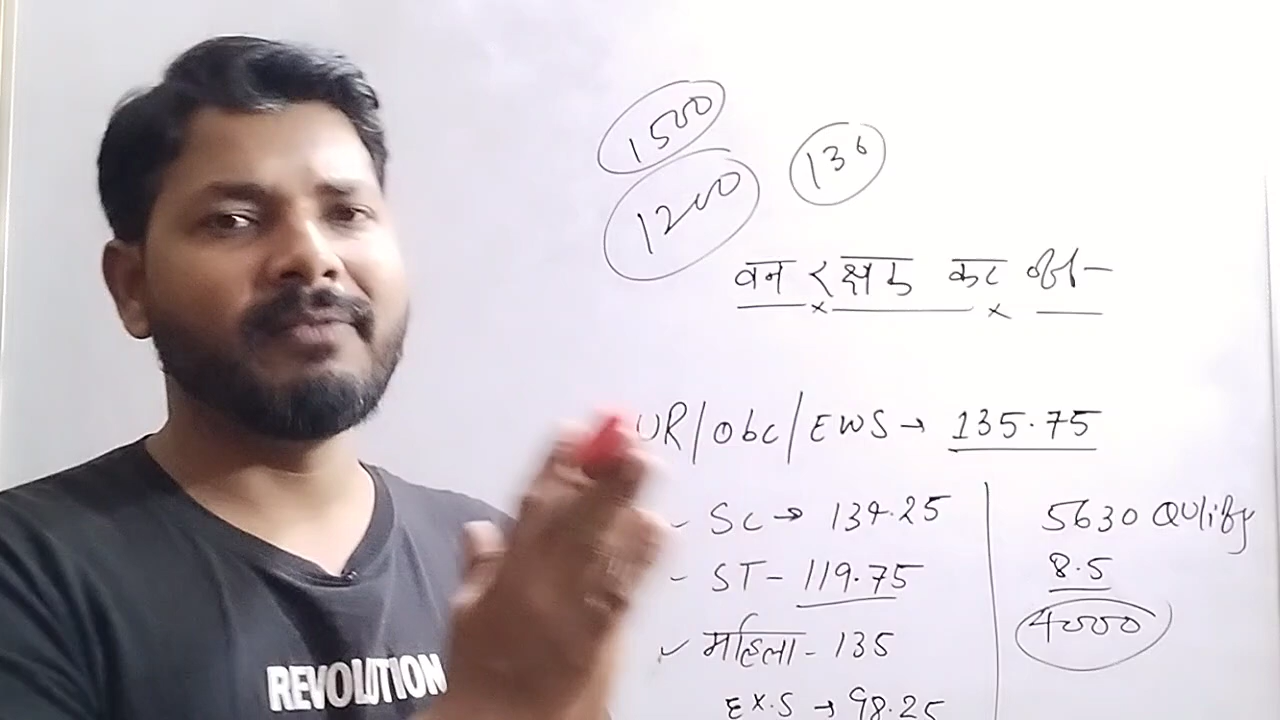 1500
1200
136
वन रक्षक कट ऑफ -
UR/Obc/EWS → 135.75
SC → 134.25
ST - 119.75
महिला - 135
EX.S → 98.25
5630 QUlify
8.5
4000
REVOLUTION